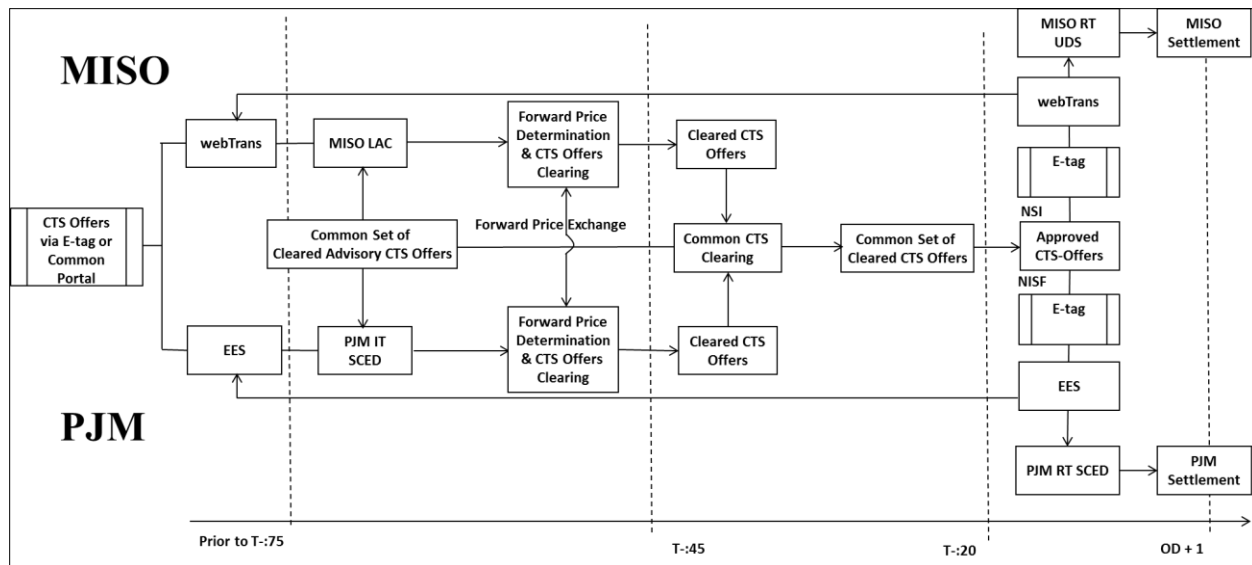 MISO RT
UDS
MISO
Settlement
MISO
webTrans
Forward Price
Determination
& CTS Offers
Clearing
webTrans
MISO LAC
Cleared CTS
Offers
E-tag
CTS Offers
via E-tag or
Common
Portal
Common Set of
Cleared Advisory CTS Offers
Forward Price Exchange
Common CTS
Clearing
Common Set of
Cleared CTS Offers
NSI
Approved
CTS-Offers
NISF
E-tag
EES
PJM IT
SCED
Forward Price
Determination
& CTS Offers
Clearing
Cleared CTS
Offers
EES
PJM
PJM RT SCED
PJM
Settlement
Prior to T-:75
T-:45
T-:20
OD + 1